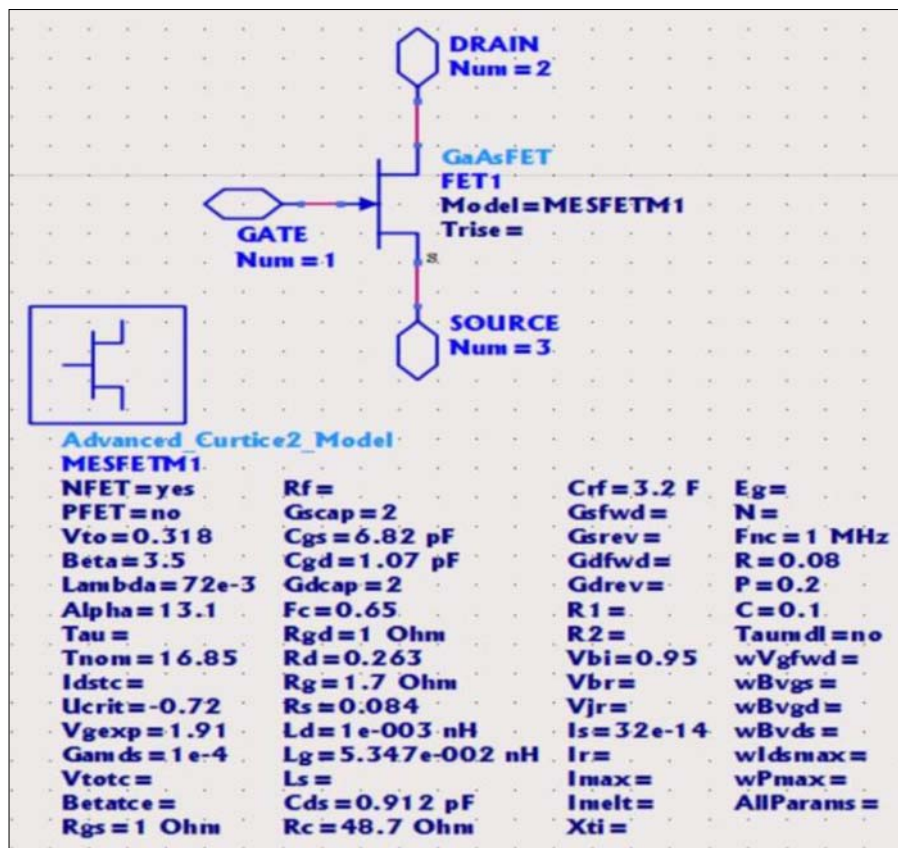 DRAIN
Num=2
GaAsFET
FET1
Model=MESFETM1
Trise=
GATE
Num=1
S
SOURCE
Num=3
Advanced_Curtice2_Model
MESFETM1
NFET=yes
PFET=no
Vto=0.318
Beta=3.5
Lambda=72e-3
Alpha=13.1
Tau=
Tnom=16.85
Idstc=
Ucrit=-0.72
Vgexp=1.91
Gamds=1e-4
Vtotc=
Betatce=
Rgs=1 Ohm
Rf=
Gscap=2
Cgs=6.82 pF
Cgd=1.07 pF
Gdcap=2
Fc=0.65
Rgd=1 Ohm
Rd=0.263
Rg=1.7 Ohm
Rs=0.084
Ld=1e-003 nH
Lg=5.347e-002 nH
Ls=
Cds=0.912 pF
Rc=48.7 Ohm
Crf=3.2 F
Gsfwd=
Gsrev=
Gdfwd=
Gdrev=
R1=
R2=
Vbi=0.95
Vbr=
Vjr=
Is=32e-14
Ir=
Imax=
Imelt=
Xti=
Eg=
N=
Fnc=1 MHz
R=0.08
P=0.2
C=0.1
Taumdl=no
wVgfwd=
wBvgs=
wBvgd=
wBvds=
wIdsmax=
wPmax=
AllParams=